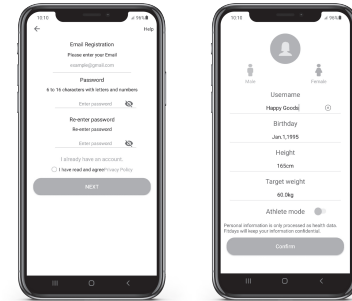 10:10
96%
Help
Email Registration
Please enter your Email
example@gmail.com
Password
6 to 16 characters with letters and numbers
Enter password
Re-enter password
Re-enter password
Enter password
I already have an account.
I have read and agreePrivacy Policy
NEXT
10:10
96%
Male
Female
Username
Happy Goods
Birthday
Jan.1,1995
Height
165cm
Target weight
60.0kg
Athlete mode
Personal information is only processed as health data,
Fitdays will keep your information confidential.
Confirm